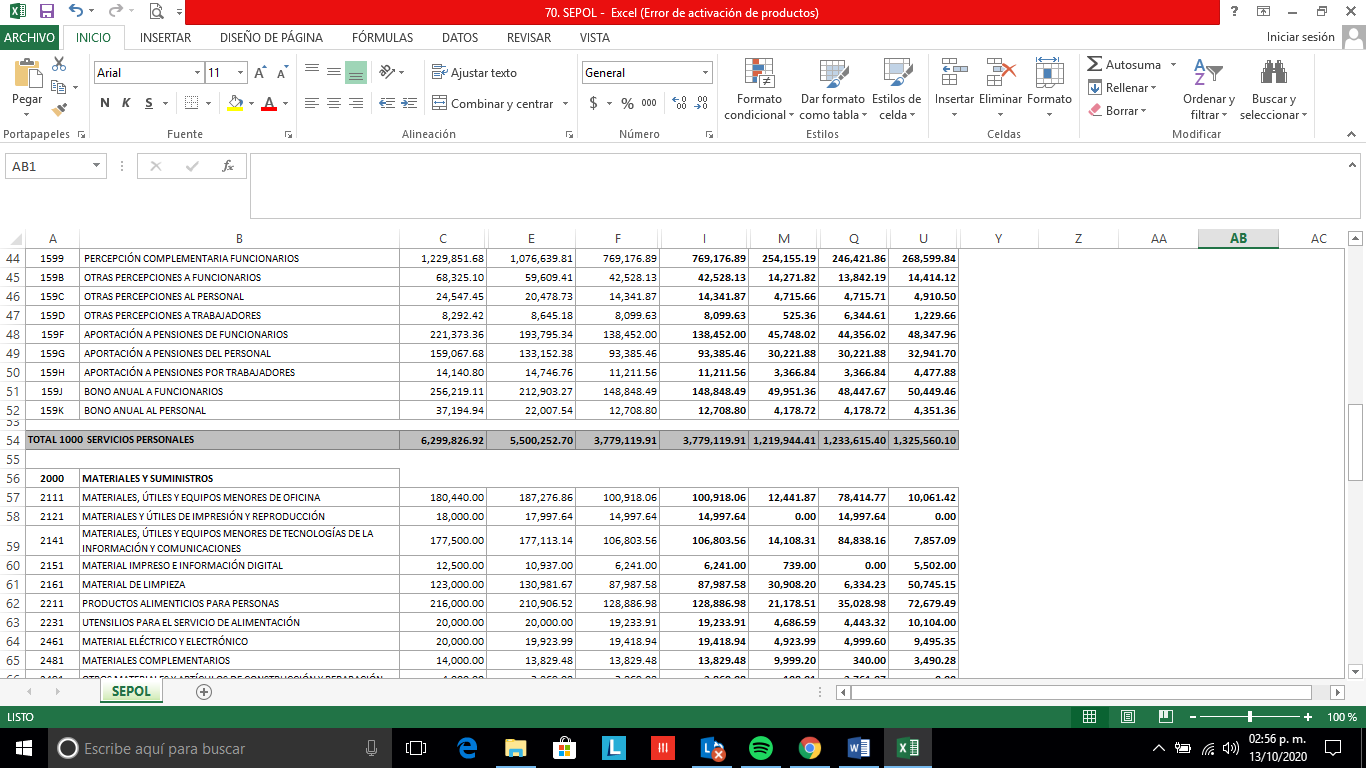 70. SEPOL - Excel (Error de activación de productos)
?
ARCHIVO INICIO INSERTAR DISEÑO DE PÁGINA FÓRMULAS DATOS REVISAR VISTA Iniciar sesión
Pegar
Arial 11 A A
N K S A
Portapapeles Fuente
Ajustar texto
Combinar y centrar
Alineación
General
$ % 000
Número
Formato condicional Dar formato como tabla Estilos de celda
Estilos
Insertar Eliminar Formato
Celdas
Autosuma
Rellenar
Borrar
Ordenar y filtrar Buscar y seleccionar
Modificar
AB1 fx
A B C E F I M Q U Y Z AA AB AC
44 1599 PERCEPCIÓN COMPLEMENTARIA FUNCIONARIOS 1,229,851.68 1,076,639.81 769,176.89 769,176.89 254,155.19 246,421.86 268,599.84
45 159B OTRAS PERCEPCIONES A FUNCIONARIOS 68,325.10 59,609.41 42,528.13 42,528.13 14,271.82 13,842.19 14,414.12
46 159C OTRAS PERCEPCIONES AL PERSONAL 24,547.45 20,478.73 14,341.87 14,341.87 4,715.66 4,715.71 4,910.50
47 159D OTRAS PERCEPCIONES A TRABAJADORES 8,292.42 8,645.18 8,099.63 8,099.63 525.36 6,344.61 1,229.66
48 159F APORTACIÓN A PENSIONES DE FUNCIONARIOS 221,373.36 193,795.34 138,452.00 138,452.00 45,748.02 44,356.02 48,347.96
49 159G APORTACIÓN A PENSIONES DEL PERSONAL 159,067.68 133,152.38 93,385.46 93,385.46 30,221.88 30,221.88 32,941.70
50 159H APORTACIÓN A PENSIONES POR TRABAJADORES 14,140.80 14,746.76 11,211.56 11,211.56 3,366.84 3,366.84 4,477.88
51 159J BONO ANUAL A FUNCIONARIOS 256,219.11 212,903.27 148,848.49 148,848.49 49,951.36 48,447.67 50,449.46
52 159K BONO ANUAL AL PERSONAL 37,194.94 22,007.54 12,708.80 12,708.80 4,178.72 4,178.72 4,351.36
53
54 TOTAL 1000 SERVICIOS PERSONALES 6,299,826.92 5,500,252.70 3,779,119.91 3,779,119.91 1,219,944.41 1,233,615.40 1,325,560.10
55
56 2000 MATERIALES Y SUMINISTROS
57 2111 MATERIALES, ÚTILES Y EQUIPOS MENORES DE OFICINA 180,440.00 187,276.86 100,918.06 100,918.06 12,441.87 78,414.77 10,061.42
58 2121 MATERIALES Y ÚTILES DE IMPRESIÓN Y REPRODUCCIÓN 18,000.00 17,997.64 14,997.64 14,997.64 0.00 14,997.64 0.00
59 2141 MATERIALES, ÚTILES Y EQUIPOS MENORES DE TECNOLOGÍAS DE LA
INFORMACIÓN Y COMUNICACIONES 177,500.00 177,113.14 106,803.56 106,803.56 14,108.31 84,838.16 7,857.09
60 2151 MATERIAL IMPRESO E INFORMACIÓN DIGITAL 12,500.00 10,937.00 6,241.00 6,241.00 739.00 0.00 5,502.00
61 2161 MATERIAL DE LIMPIEZA 123,000.00 130,981.67 87,987.58 87,987.58 30,908.20 6,334.23 50,745.15
62 2211 PRODUCTOS ALIMENTICIOS PARA PERSONAS 216,000.00 210,906.52 128,886.98 128,886.98 21,178.51 35,028.98 72,679.49
63 2231 UTENSILIOS PARA EL SERVICIO DE ALIMENTACIÓN 20,000.00 20,000.00 19,233.91 19,233.91 4,686.59 4,443.32 10,104.00
64 2461 MATERIAL ELÉCTRICO Y ELECTRÓNICO 20,000.00 19,923.99 19,418.94 19,418.94 4,923.99 4,999.60 9,495.35
65 2481 MATERIALES COMPLEMENTARIOS 14,000.00 13,829.48 13,829.48 13,829.48 9,999.20 340.00 3,490.28
SEPOL
LISTO 100 %
Escribe aquí para buscar
02:56 p. m.
13/10/2020